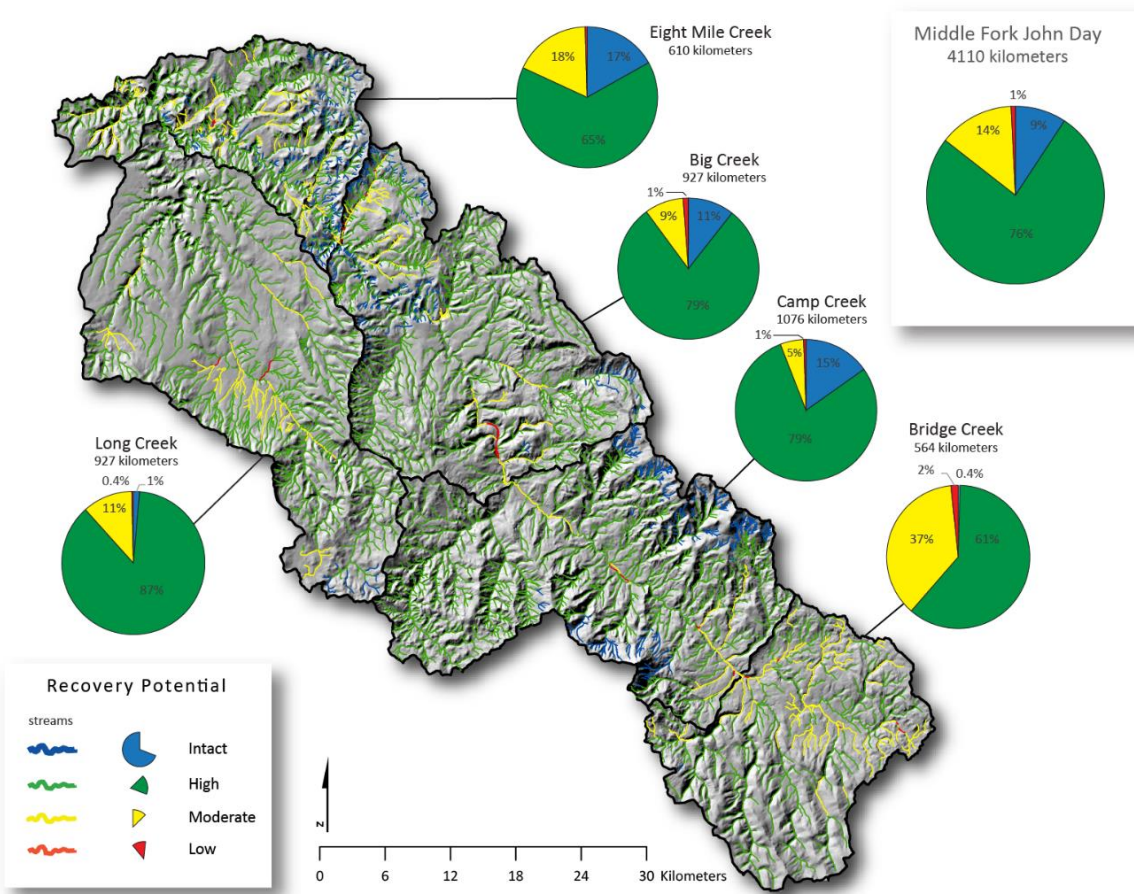 Eight Mile Creek
610 kilometers
18%
17%
65%
Middle Fork John Day
4110 kilometers
1%
14%
9%
76%
Big Creek
927 kilometers
1%
9%
11%
79%
Camp Creek
1076 kilometers
1%
5%
15%
79%
Bridge Creek
564 kilometers
2%
0.4%
37%
61%
Long Creek
927 kilometers
0.4%
1%
11%
87%
Recovery Potential
streams
Intact
High
Moderate
Low
N
0 6 12 18 24 30 Kilometers